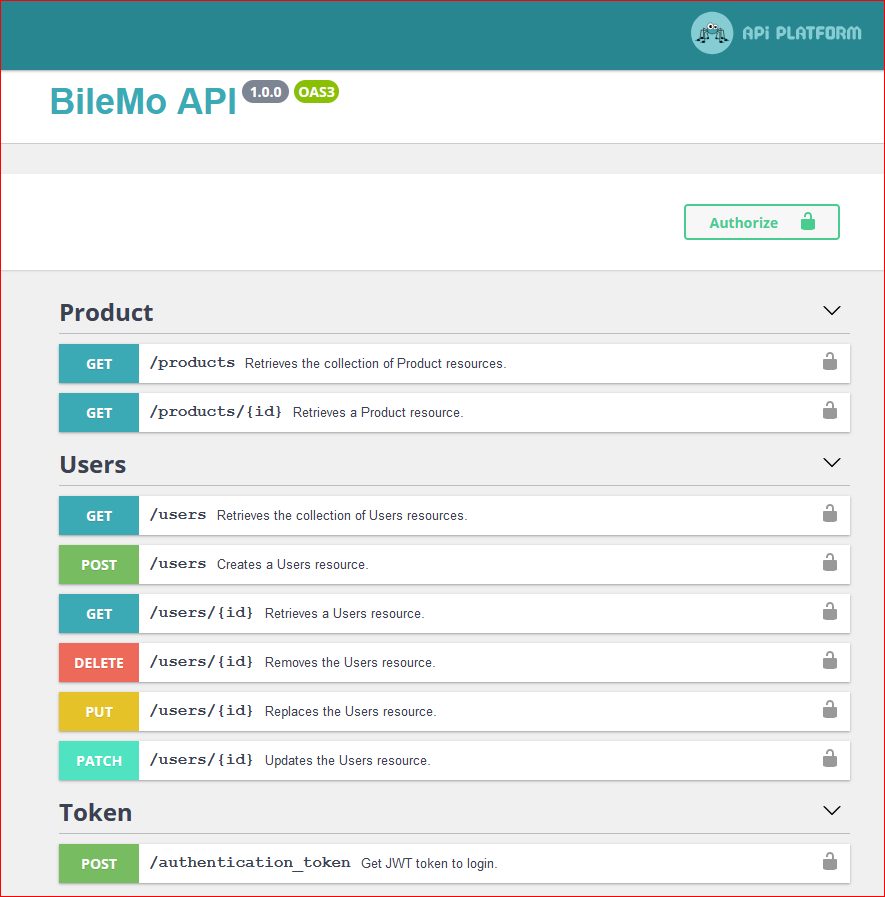 API PLATFORM
BileMo API 1.0.0 OAS3
Authorize
Product
GET /products Retrieves the collection of Product resources.
GET /products/{id} Retrieves a Product resource.
Users
GET /users Retrieves the collection of Users resources.
POST /users Creates a Users resource.
GET /users/{id} Retrieves a Users resource.
DELETE /users/{id} Removes the Users resource.
PUT /users/{id} Replaces the Users resource.
PATCH /users/{id} Updates the Users resource.
Token
POST /authentication_token Get JWT token to login.